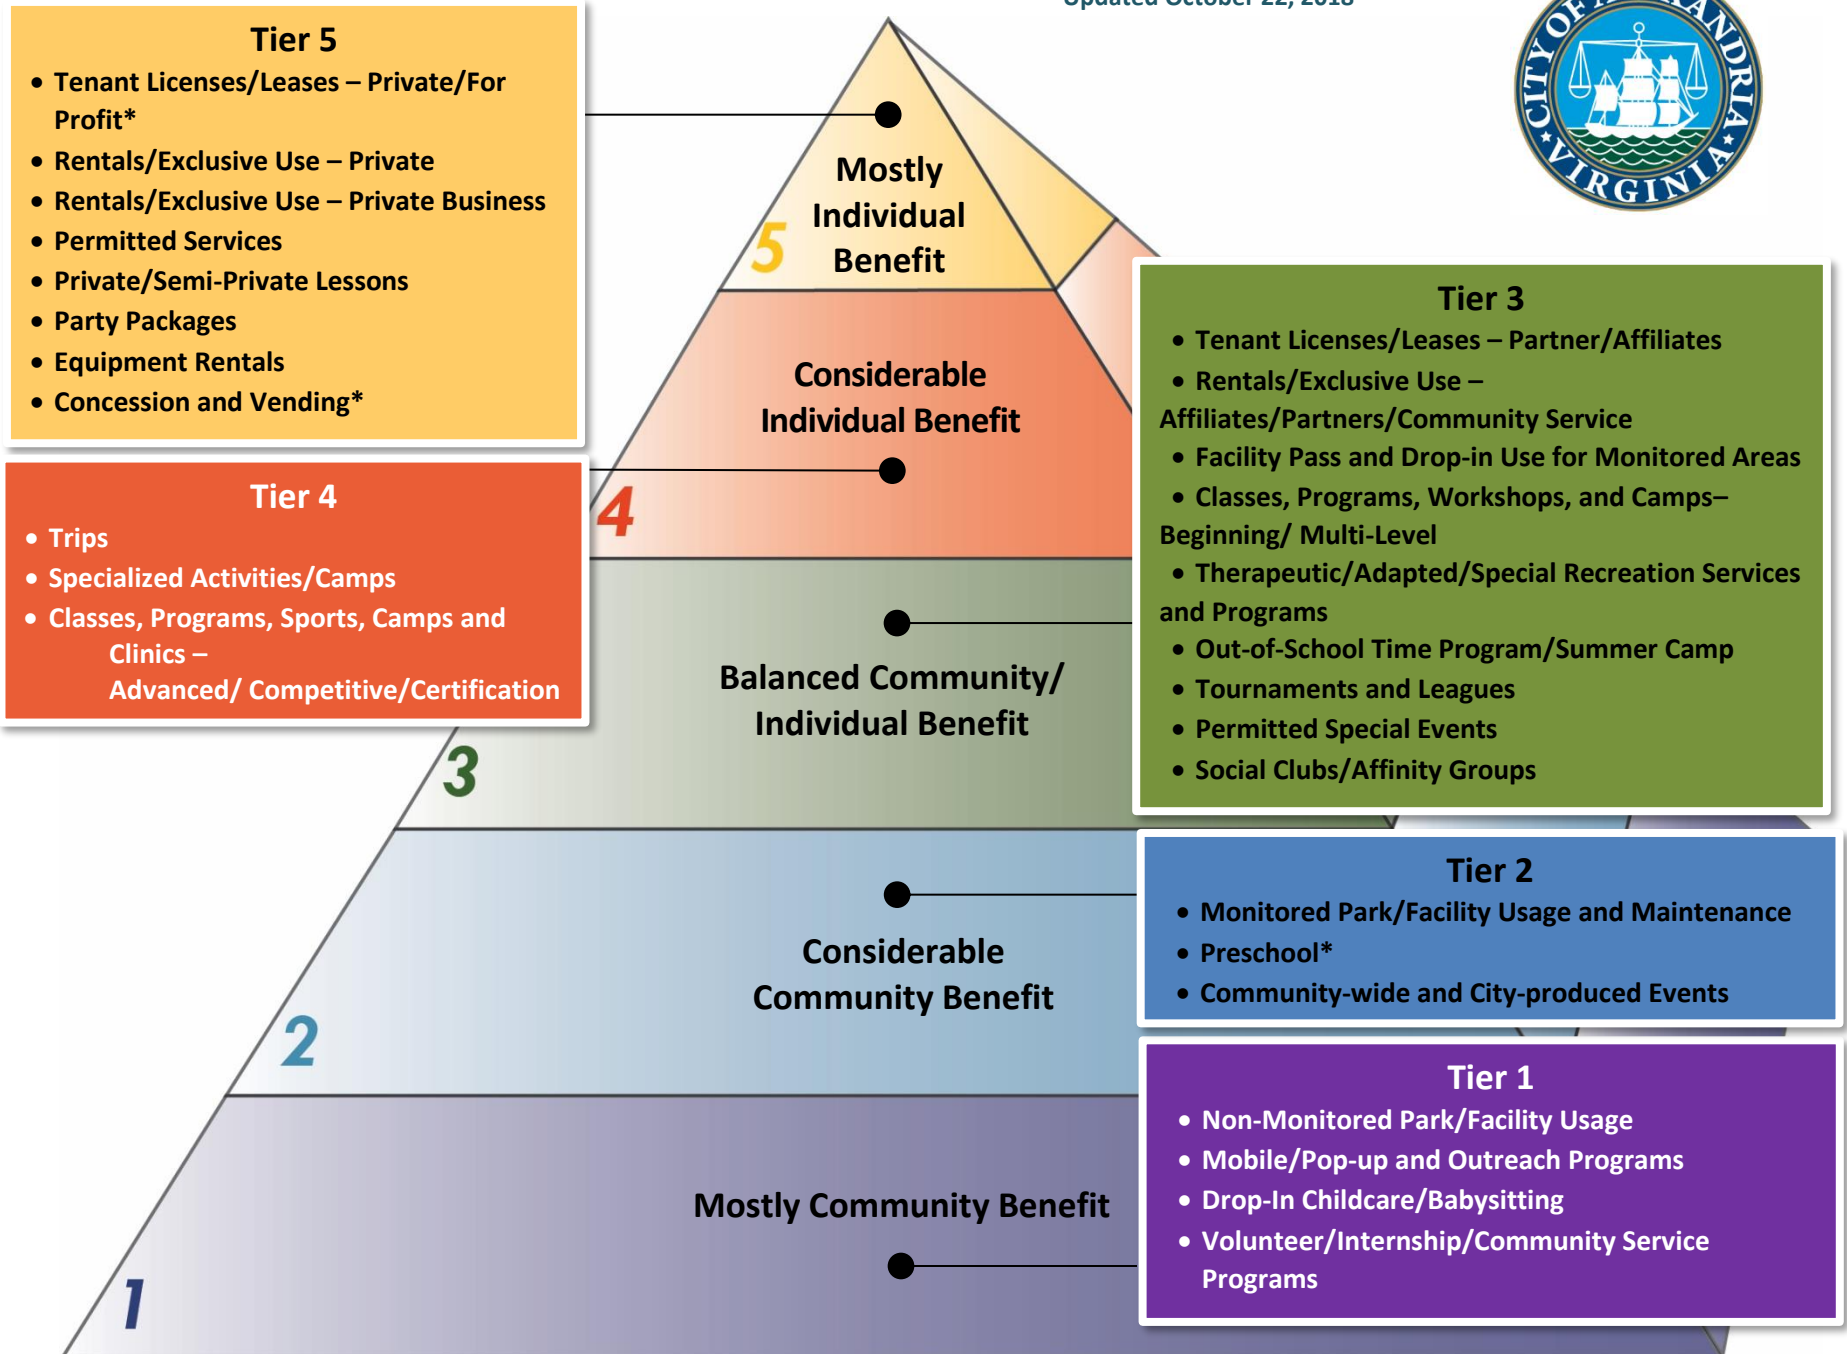 Updated October 22, 2018
CITY OF ALEXANDRIA
VIRGINIA
Tier 5
• Tenant Licenses/Leases – Private/For
Profit*
• Rentals/Exclusive Use – Private
• Rentals/Exclusive Use – Private Business
• Permitted Services
• Private/Semi-Private Lessons
• Party Packages
• Equipment Rentals
• Concession and Vending*
Mostly
Individual
Benefit
5
Tier 4
• Trips
• Specialized Activities/Camps
• Classes, Programs, Sports, Camps and
Clinics –
Advanced/ Competitive/Certification
Considerable
Individual Benefit
4
Tier 3
• Tenant Licenses/Leases – Partner/Affiliates
• Rentals/Exclusive Use –
Affiliates/Partners/Community Service
• Facility Pass and Drop-in Use for Monitored Areas
• Classes, Programs, Workshops, and Camps–
Beginning/ Multi-Level
• Therapeutic/Adapted/Special Recreation Services
and Programs
• Out-of-School Time Program/Summer Camp
• Tournaments and Leagues
• Permitted Special Events
• Social Clubs/Affinity Groups
Balanced Community/
Individual Benefit
3
Tier 2
• Monitored Park/Facility Usage and Maintenance
• Preschool*
• Community-wide and City-produced Events
Considerable
Community Benefit
2
Tier 1
• Non-Monitored Park/Facility Usage
• Mobile/Pop-up and Outreach Programs
• Drop-In Childcare/Babysitting
• Volunteer/Internship/Community Service
Programs
Mostly Community Benefit
1